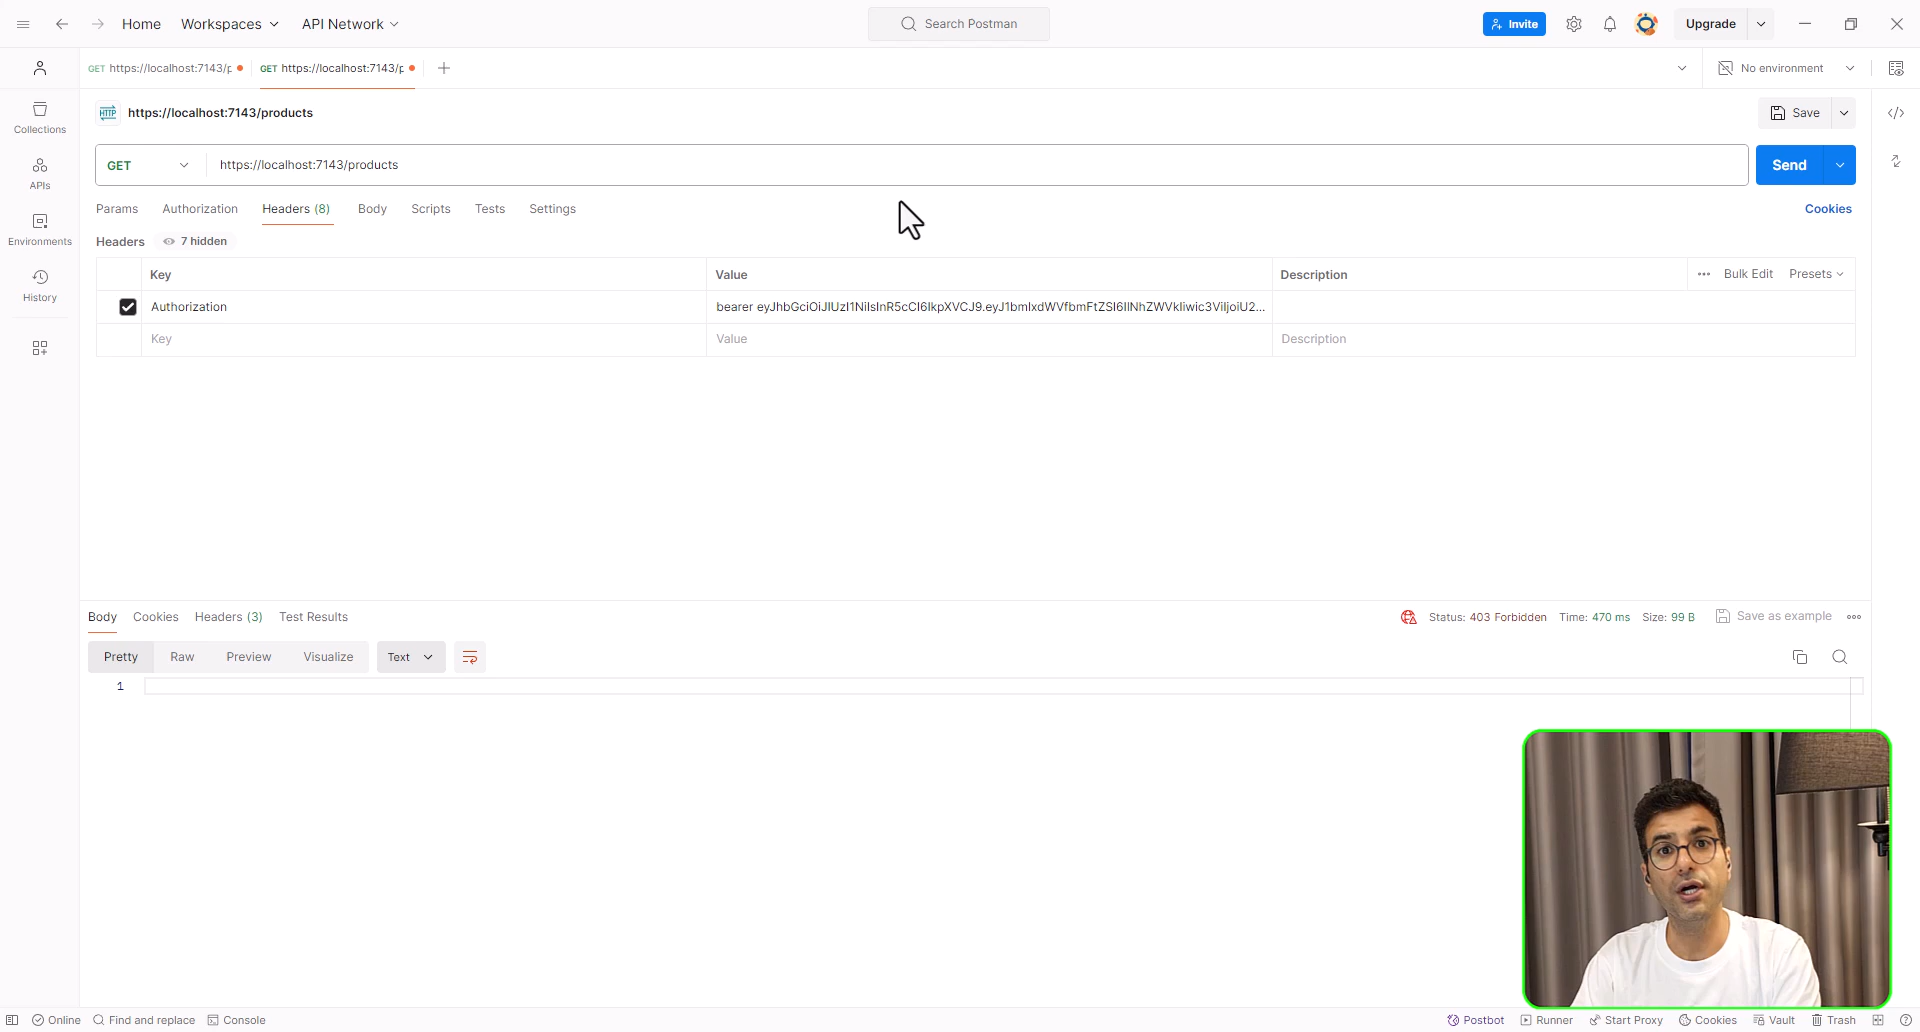 Home Workspaces API Network Search Postman Invite Upgrade
GET https://localhost:7143/p GET https://localhost:7143/p No environment
HTTP https://localhost:7143/products Save
Collections
GET https://localhost:7143/products Send
APIs
Params Authorization Headers (8) Body Scripts Tests Settings Cookies
Environments
Headers 7 hidden
Key Value Description Bulk Edit Presets
History
Authorization bearer eyJhbGciOiJIUzI1NiIsInR5cCI6IkpXVCJ9.eyJ1bmlxdWVfbmFtZSI6IlNhZWVkIiwic3ViIjoiU2...
Key Value Description
Body Cookies Headers (3) Test Results Status: 403 Forbidden Time: 470 ms Size: 99 B Save as example
Pretty Raw Preview Visualize Text
1
Online Find and replace Console Postbot Runner Start Proxy Cookies Vault Trash